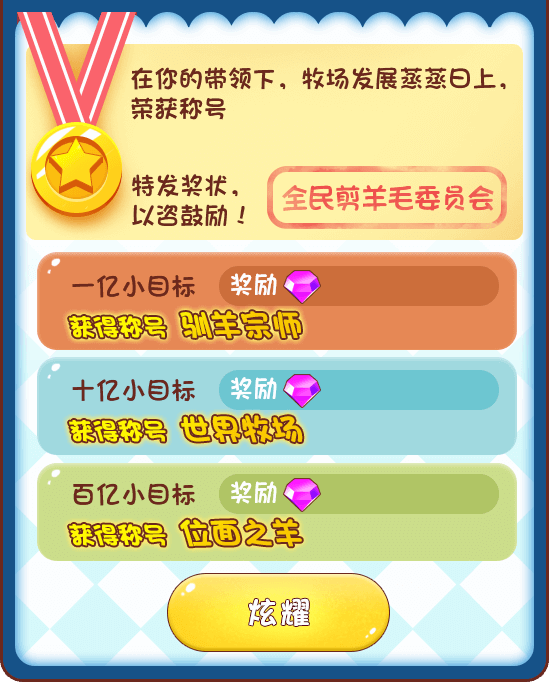 在你的带领下，牧场发展蒸蒸日上，
荣获称号
特发奖状，
以咨鼓励！
全民剪羊毛委员会
一亿小目标 奖励
获得称号 驯羊宗师
十亿小目标 奖励
获得称号 世界牧场
百亿小目标 奖励
获得称号 位面之羊
炫耀